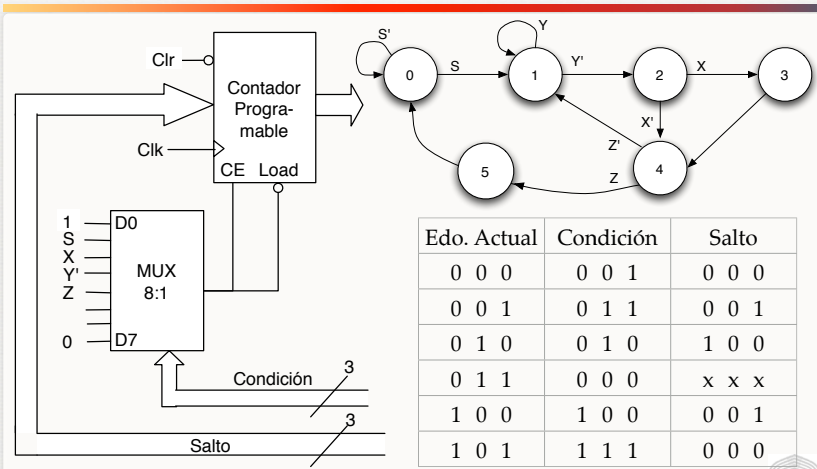 Clr
Contador
Progra-
mable
Clk
CE Load
1 D0
S
X
Y'
Z
MUX
8:1
0 D7
Condición 3
Salto 3
S'
0
S
Y
1
Y'
2
X
3
X'
Z'
4
Z
5
Edo. Actual Condición Salto
0 0 0 0 0 1 0 0 0
0 0 1 0 1 1 0 0 1
0 1 0 0 1 0 1 0 0
0 1 1 0 0 0 x x x
1 0 0 1 0 0 0 0 1
1 0 1 1 1 1 0 0 0